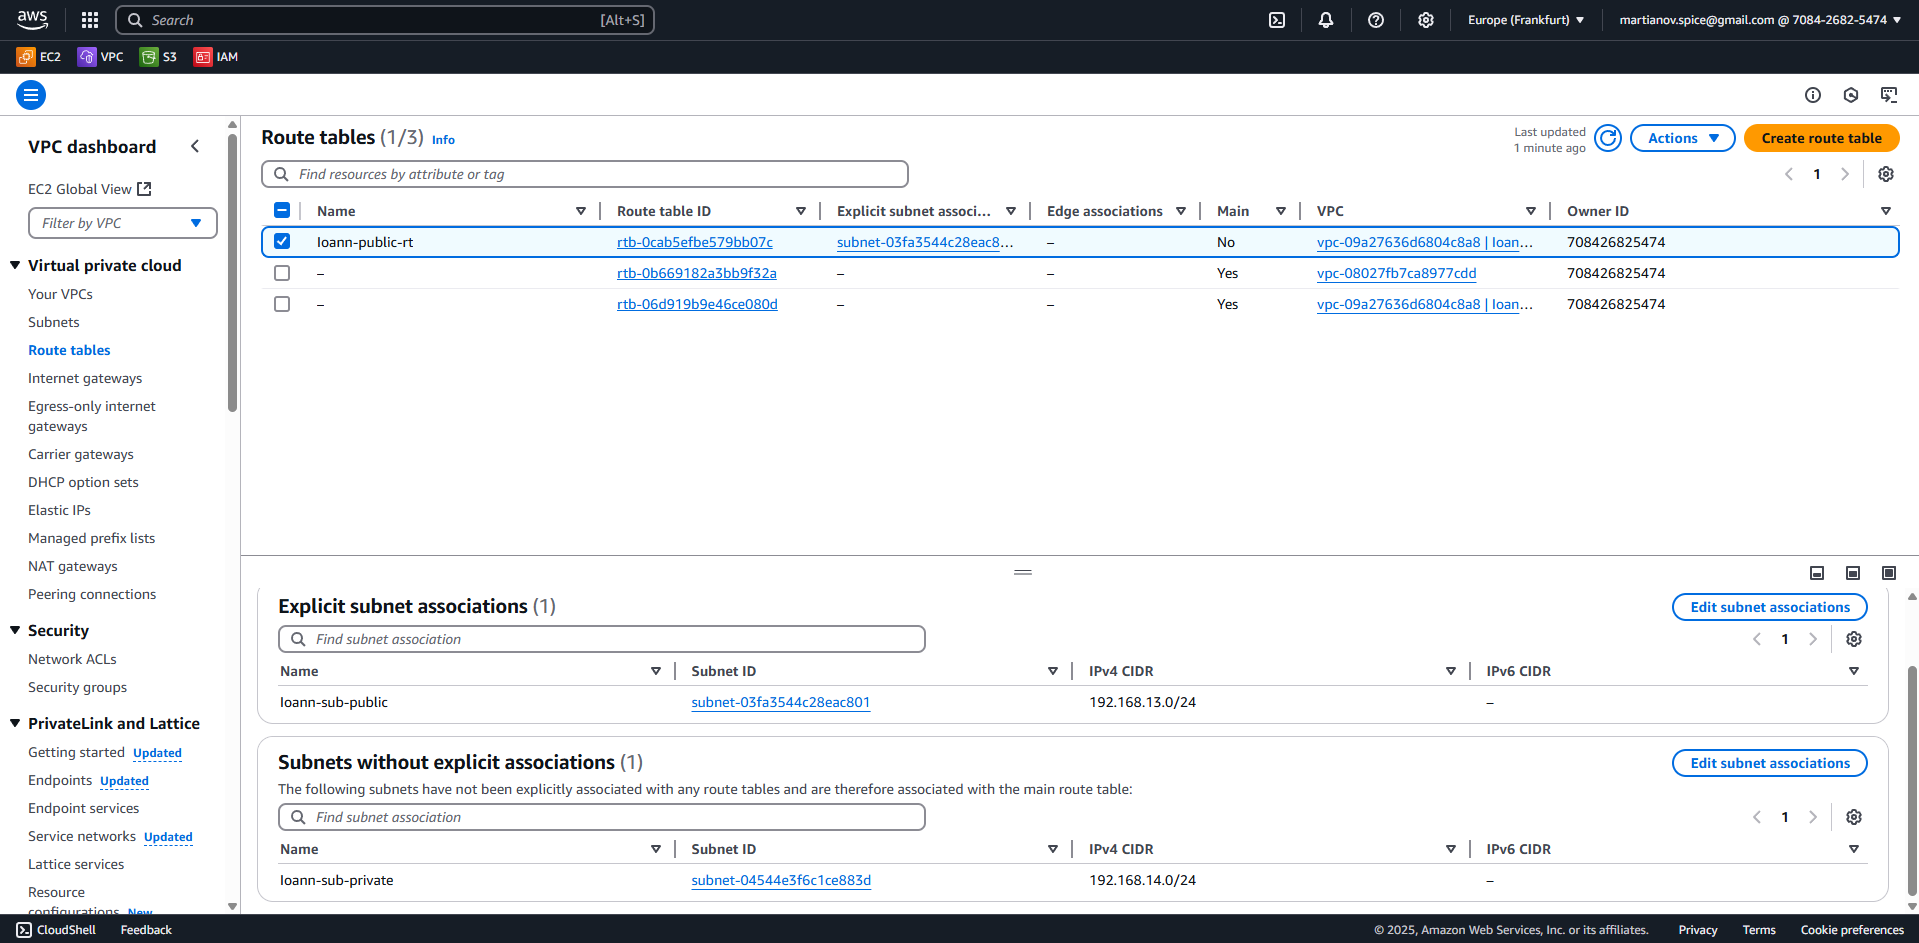 aws Search [Alt+S] Europe (Frankfurt) martianov.spice@gmail.com @ 7084-2682-5474
EC2 VPC S3 IAM
VPC dashboard
EC2 Global View
Filter by VPC
Virtual private cloud
Your VPCs
Subnets
Route tables
Internet gateways
Egress-only internet
gateways
Carrier gateways
DHCP option sets
Elastic IPs
Managed prefix lists
NAT gateways
Peering connections
Security
Network ACLs
Security groups
PrivateLink and Lattice
Getting started Updated
Endpoints Updated
Endpoint services
Service networks Updated
Lattice services
Resource
configurations New
Route tables (1/3) Info
Last updated
1 minute ago
Actions
Create route table
Find resources by attribute or tag
1
Name Route table ID Explicit subnet associ... Edge associations Main VPC Owner ID
Ioann-public-rt rtb-0cab5efbe579bb07c subnet-03fa3544c28eac8... – No vpc-09a27636d6804c8a8 | Ioan... 708426825474
– rtb-0b669182a3bb9f32a – – Yes vpc-08027fb7ca8977cdd 708426825474
– rtb-06d919b9e46ce080d – – Yes vpc-09a27636d6804c8a8 | Ioan... 708426825474
Explicit subnet associations (1)
Edit subnet associations
Find subnet association
1
Name Subnet ID IPv4 CIDR IPv6 CIDR
Ioann-sub-public subnet-03fa3544c28eac801 192.168.13.0/24 –
Subnets without explicit associations (1)
Edit subnet associations
The following subnets have not been explicitly associated with any route tables and are therefore associated with the main route table:
Find subnet association
1
Name Subnet ID IPv4 CIDR IPv6 CIDR
Ioann-sub-private subnet-04544e3f6c1ce883d 192.168.14.0/24 –
CloudShell Feedback © 2025, Amazon Web Services, Inc. or its affiliates. Privacy Terms Cookie preferences